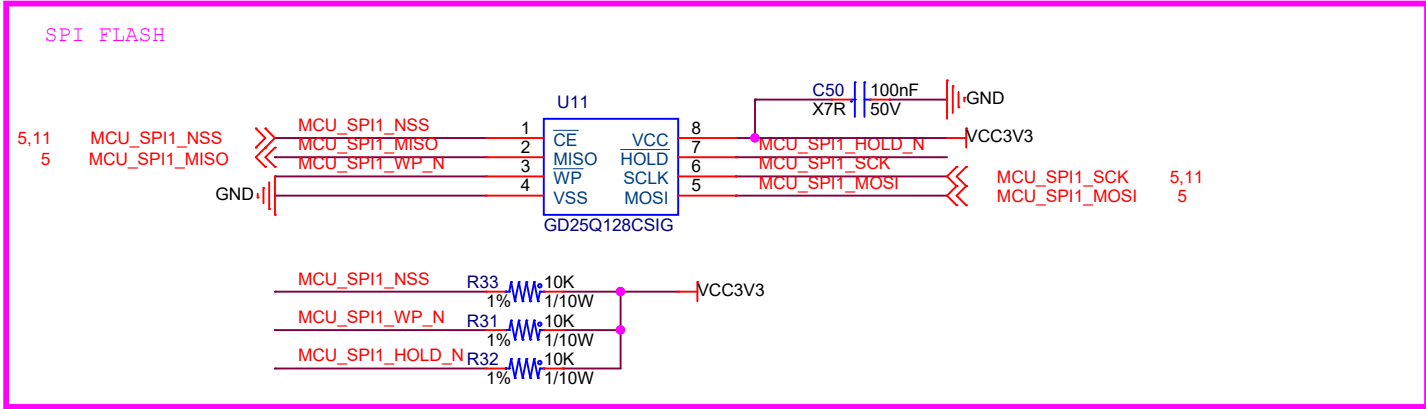 SPI FLASH
C50 100nF
X7R 50V
GND
U11
5,11 MCU_SPI1_NSS MCU_SPI1_NSS 1 CE VCC 8 VCC3V3
5 MCU_SPI1_MISO MCU_SPI1_MISO 2 MISO HOLD 7 MCU_SPI1_HOLD_N
MCU_SPI1_WP_N 3 WP SCLK 6 MCU_SPI1_SCK MCU_SPI1_SCK 5,11
GND 4 VSS MOSI 5 MCU_SPI1_MOSI MCU_SPI1_MOSI 5
GD25Q128CSIG
MCU_SPI1_NSS R33 10K VCC3V3
1% 1/10W
MCU_SPI1_WP_N R31 10K
1% 1/10W
MCU_SPI1_HOLD_N R32 10K
1% 1/10W